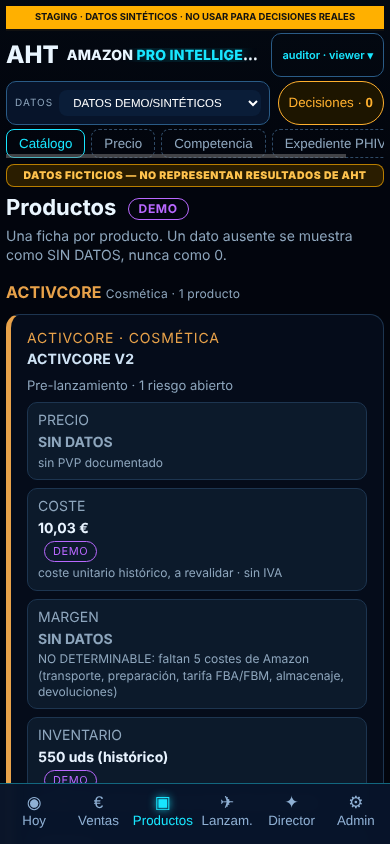 STAGING · DATOS SINTÉTICOS · NO USAR PARA DECISIONES REALES
AHT AMAZON PRO INTELLIGE... auditor · viewer ▾
DATOS DATOS DEMO/SINTÉTICOS Decisiones · 0
Catálogo Precio Competencia Expediente PHIV
DATOS FICTICIOS — NO REPRESENTAN RESULTADOS DE AHT
Productos DEMO
Una ficha por producto. Un dato ausente se muestra
como SIN DATOS, nunca como 0.
ACTIVCORE Cosmética · 1 producto
ACTIVCORE · COSMÉTICA
ACTIVCORE V2
Pre-lanzamiento · 1 riesgo abierto
PRECIO
SIN DATOS
sin PVP documentado
COSTE
10,03 €
DEMO
coste unitario histórico, a revalidar · sin IVA
MARGEN
SIN DATOS
NO DETERMINABLE: faltan 5 costes de Amazon
(transporte, preparación, tarifa FBA/FBM, almacenaje,
devoluciones)
INVENTARIO
550 uds (histórico)
DEMO
Hoy € Ventas Productos Lanzam. Director Admin